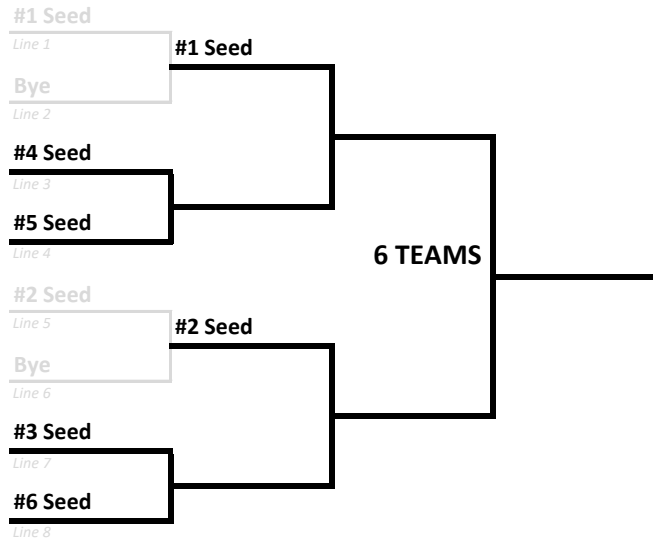 #1 Seed
Line 1
#1 Seed
Bye
Line 2
#4 Seed
Line 3
#5 Seed
Line 4
6 TEAMS
#2 Seed
Line 5
#2 Seed
Bye
Line 6
#3 Seed
Line 7
#6 Seed
Line 8